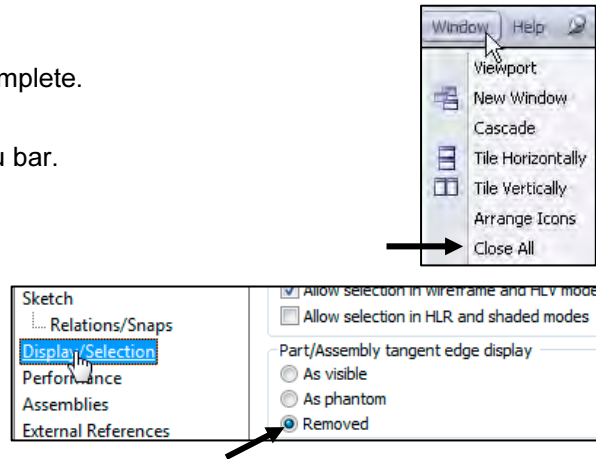 Window Help
mplete.
Viewport
New Window
u bar.
Cascade
Tile Horizontally
Tile Vertically
Arrange Icons
Close All
Sketch
Allow selection in wireframe and HLV mode
Relations/Snaps
Allow selection in HLR and shaded modes
Display/Selection
Part/Assembly tangent edge display
Performance
As visible
Assemblies
As phantom
External References
Removed